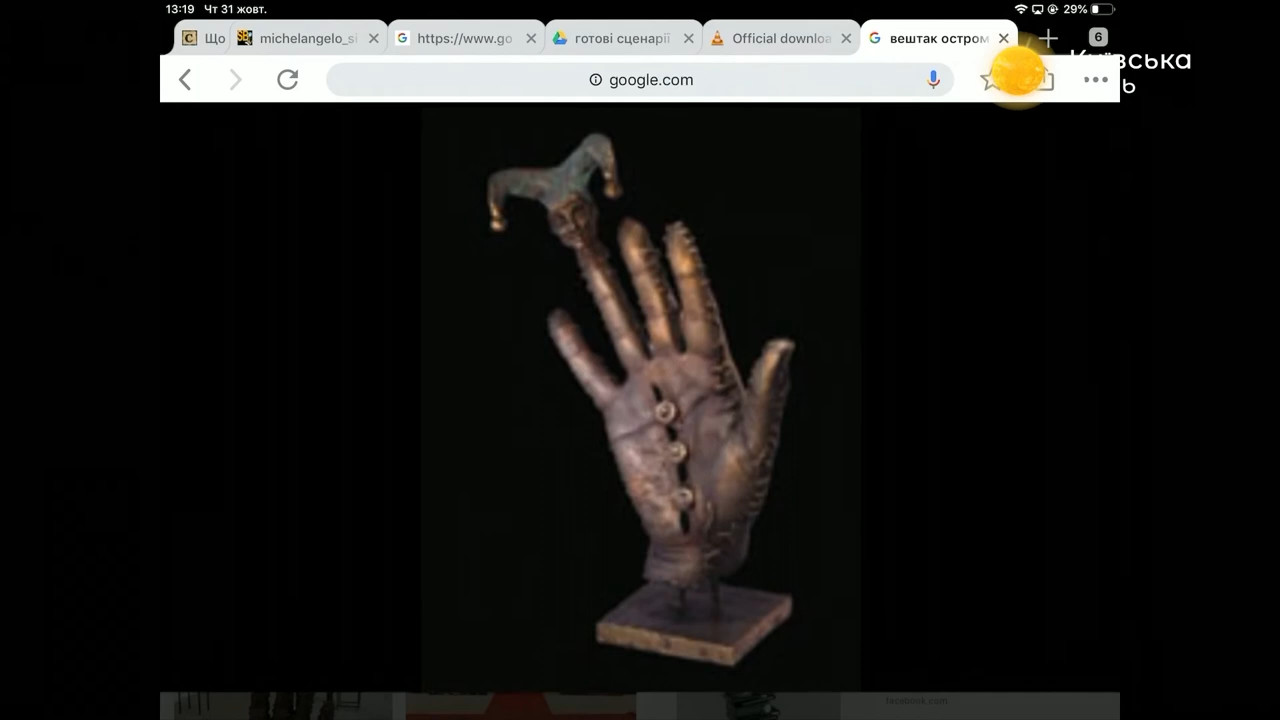 13:19 Чт 31 жовт. 29%
Що michelangelo_si https://www.go готові сценарії Official downloa вештак остром 6
google.com
ївська
ь
facebook.com